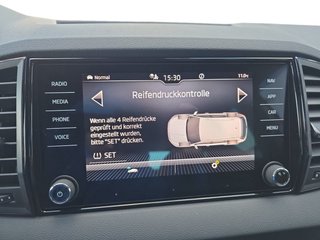 RADIO
MEDIA
PHONE
VOICE
Normal 15:30 11.0°C
Reifendruckkontrolle
Wenn alle 4 Reifendrücke
geprüft und korrekt
eingestellt wurden,
bitte "SET" drücken.
SET
NAV
APP
CAR
MENU